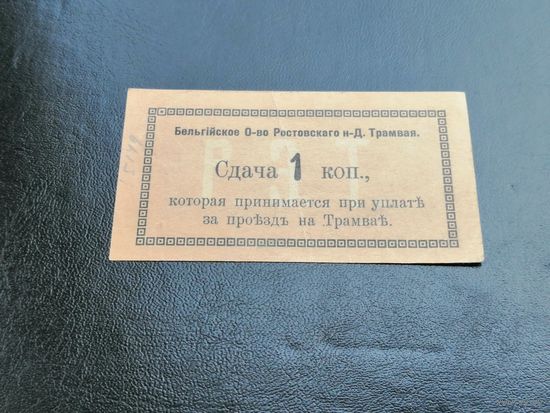 Бельгійское О-во Ростовскаго н-Д. Трамвая.
Сдача 1 коп.,
которая принимается при уплатѣ
за проѣздъ на Трамваѣ.